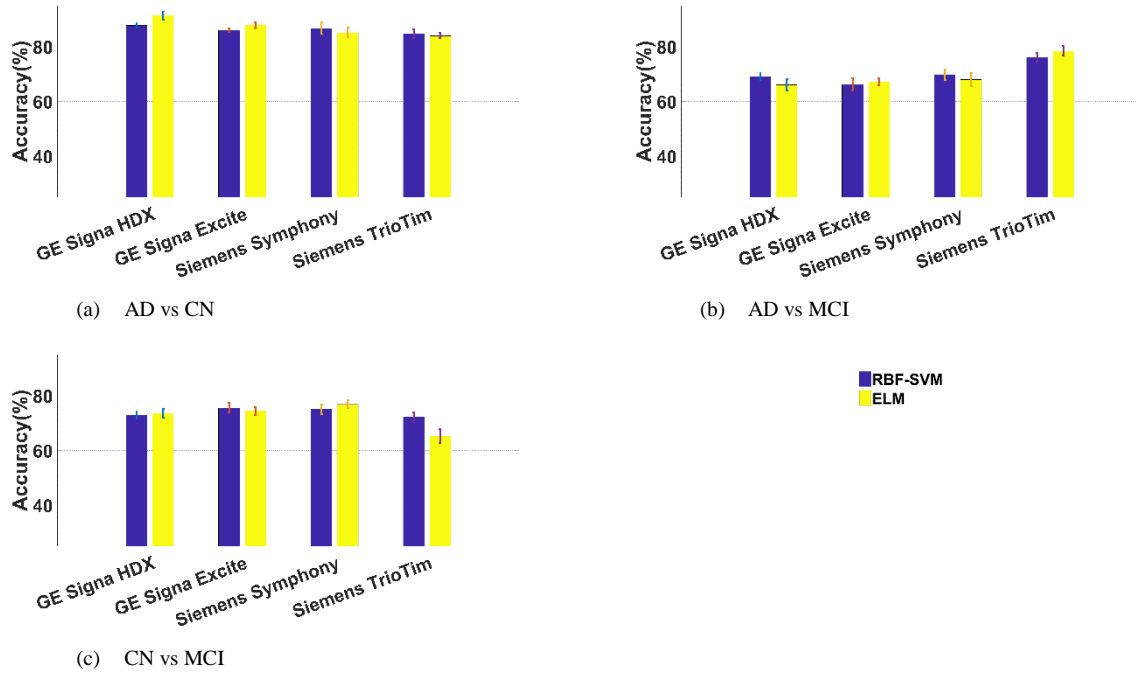 Accuracy(%)
80
60
40
GE Signa HDX
GE Signa Excite
Siemens Symphony
Siemens TrioTim
(a) AD vs CN
Accuracy(%)
80
60
40
GE Signa HDX
GE Signa Excite
Siemens Symphony
Siemens TrioTim
(b) AD vs MCI
Accuracy(%)
80
60
40
GE Signa HDX
GE Signa Excite
Siemens Symphony
Siemens TrioTim
(c) CN vs MCI
RBF-SVM
ELM